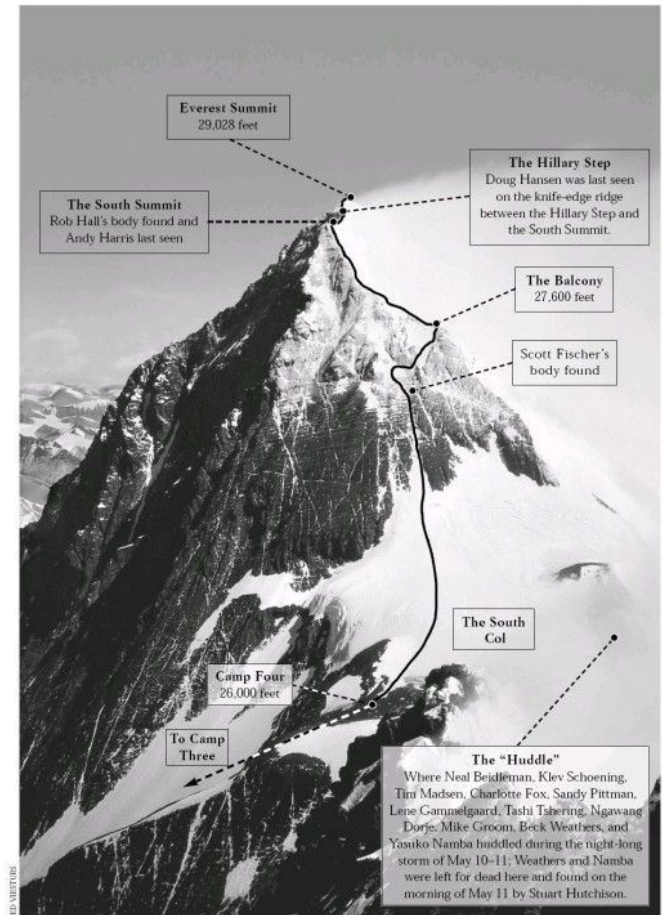 Everest Summit
29,028 feet
The Hillary Step
Doug Hansen was last seen
on the knife-edge ridge
between the Hillary Step and
the South Summit.
The South Summit
Rob Hall's body found and
Andy Harris last seen
The Balcony
27,600 feet
Scott Fischer's
body found
The South
Col
Camp Four
26,000 feet
To Camp
Three
The "Huddle"
Where Neal Beidleman, Klev Schoening,
Tim Madsen, Charlotte Fox, Sandy Pittman,
Lene Gammelgaard, Tashi Tshering, Ngawang
Dorje, Mike Groom, Beck Weathers, and
Yasuko Namba huddled during the night-long
storm of May 10–11; Weathers and Namba
were left for dead here and found on the
morning of May 11 by Stuart Hutchison.
ED VIESTURS